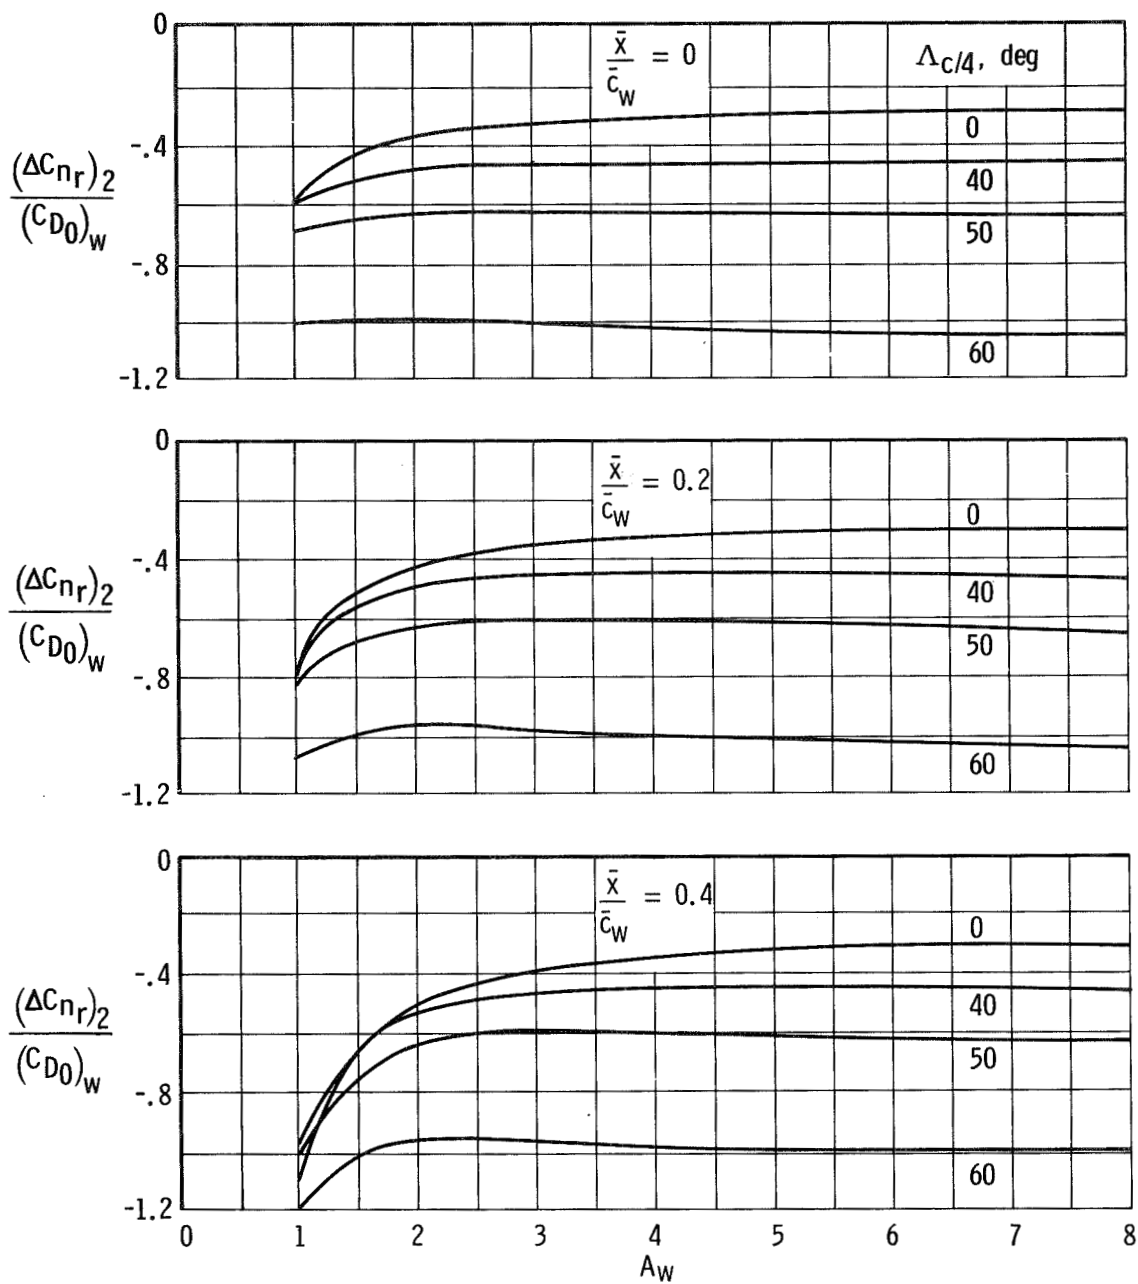 0
x̄/c̄w = 0
Λc/4, deg
0
-.4
(ΔCnr)2/(CD0)w
40
50
-.8
60
-1.2
0
x̄/c̄w = 0.2
0
-.4
(ΔCnr)2/(CD0)w
40
50
-.8
60
-1.2
0
x̄/c̄w = 0.4
0
-.4
(ΔCnr)2/(CD0)w
40
50
-.8
60
-1.2
0 1 2 3 4 5 6 7 8
Aw